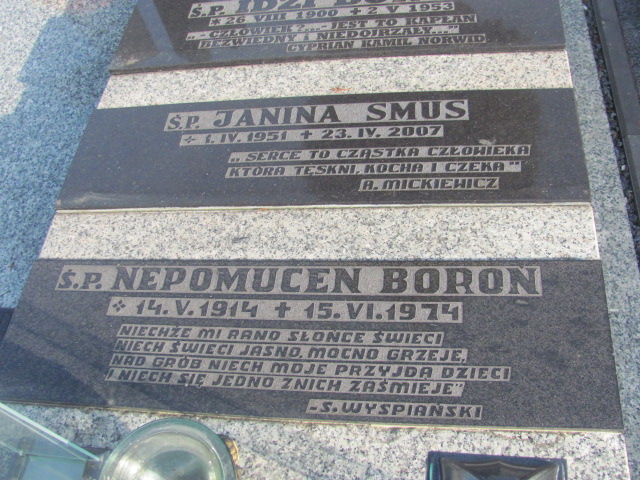 Ś.P. IDZI
* 26 VIII 1900 + 2 V 1953
„-CZŁOWIEK?...- JEST TO KAPŁAN
BEZWIEDNY I NIEDOJRZAŁY..."
CYPRIAN KAMIL NORWID
Ś.P. JANINA SMUS
* 1.IV.1951 + 23.IV.2007
„SERCE TO CZĄSTKA CZŁOWIEKA
KTÓRA TĘSKNI, KOCHA I CZEKA"
A. MICKIEWICZ
Ś.P. NEPOMUCEN BOROŃ
* 14.V.1914 + 15.VI.1974
NIECHŻE MI RANO SŁOŃCE ŚWIECI
NIECH ŚWIECI JASNO, MOCNO GRZEJE,
NAD GRÓB NIECH MOJE PRZYJDĄ DZIECI
I NIECH SIĘ JEDNO ZNICH ZAŚMIEJE"
-S.WYSPIAŃSKI